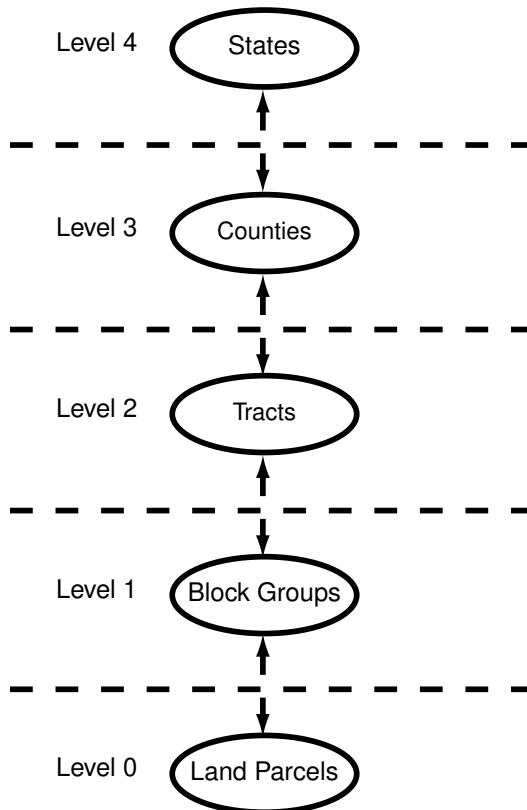 Level 4 States
Level 3 Counties
Level 2 Tracts
Level 1 Block Groups
Level 0 Land Parcels